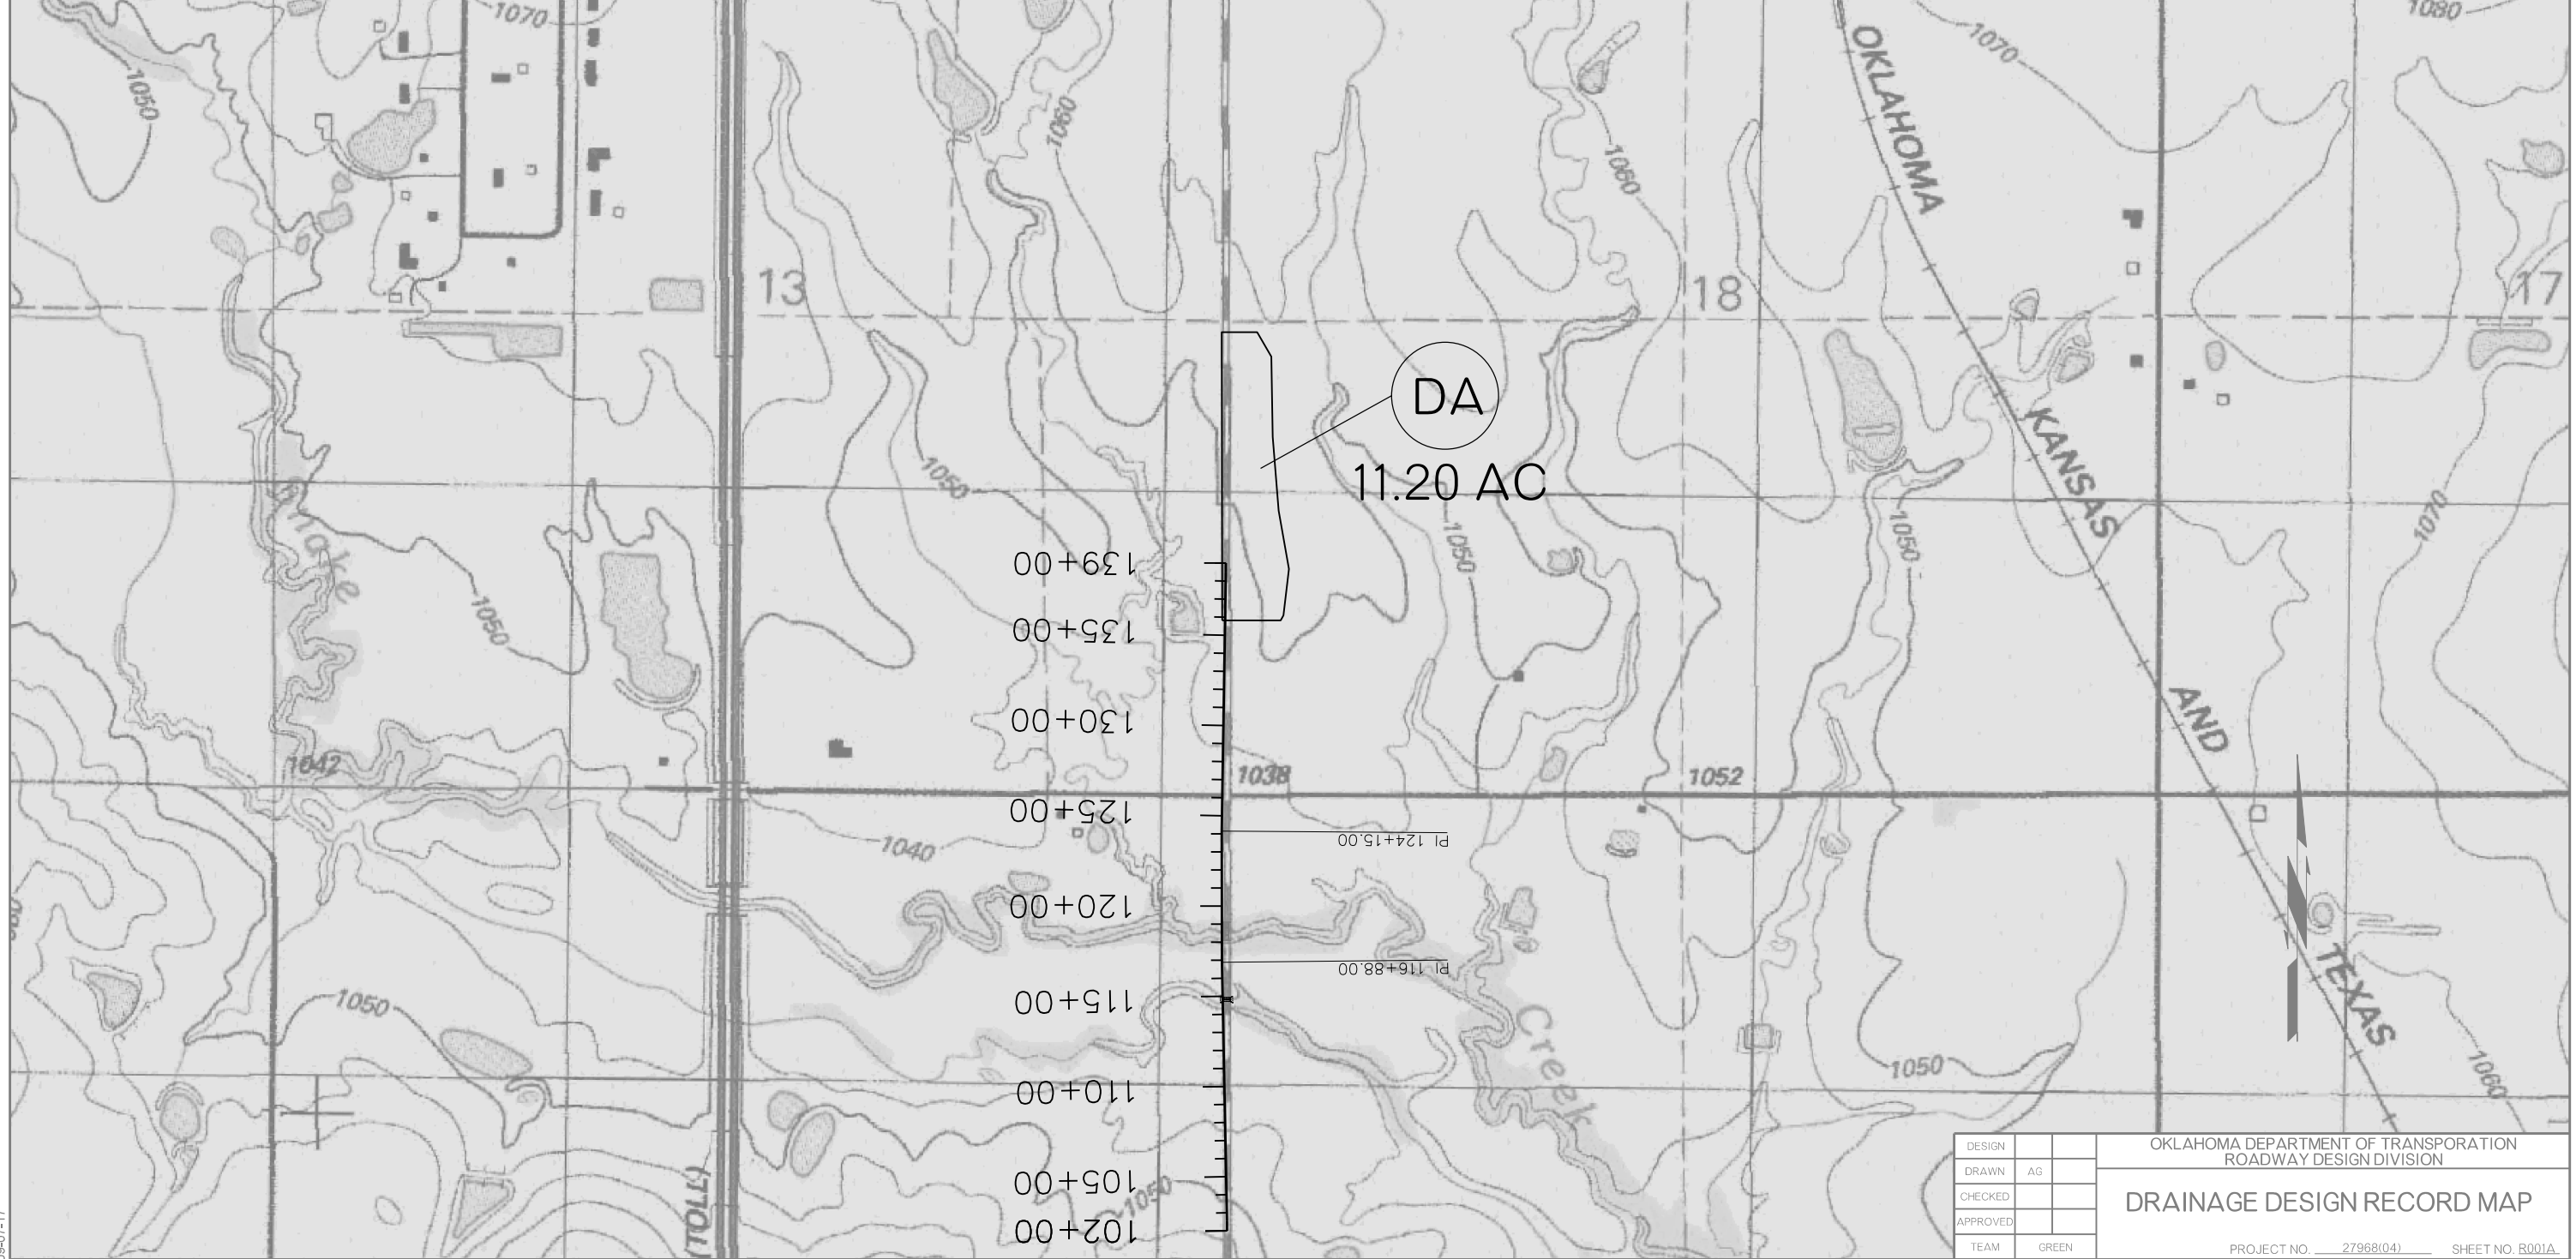 1070
1080
OKLAHOMA
1070
1050
1060
1060
13
18
17
DA
11.20 AC
1050
KANSAS
1050
1050
1070
1050
139+00
135+00
130+00
AND
1042
1038
1052
125+00
PI 124+15.00
1040
120+00
PI 116+88.00
115+00
1050
Creek
TEXAS
110+00
1050
1060
105+00
1050
102+00
(TOLL)
DESIGN
DRAWN AG
CHECKED
APPROVED
TEAM GREEN
OKLAHOMA DEPARTMENT OF TRANSPORATION
ROADWAY DESIGN DIVISION
DRAINAGE DESIGN RECORD MAP
PROJECT NO. 27968(04) SHEET NO. R001A